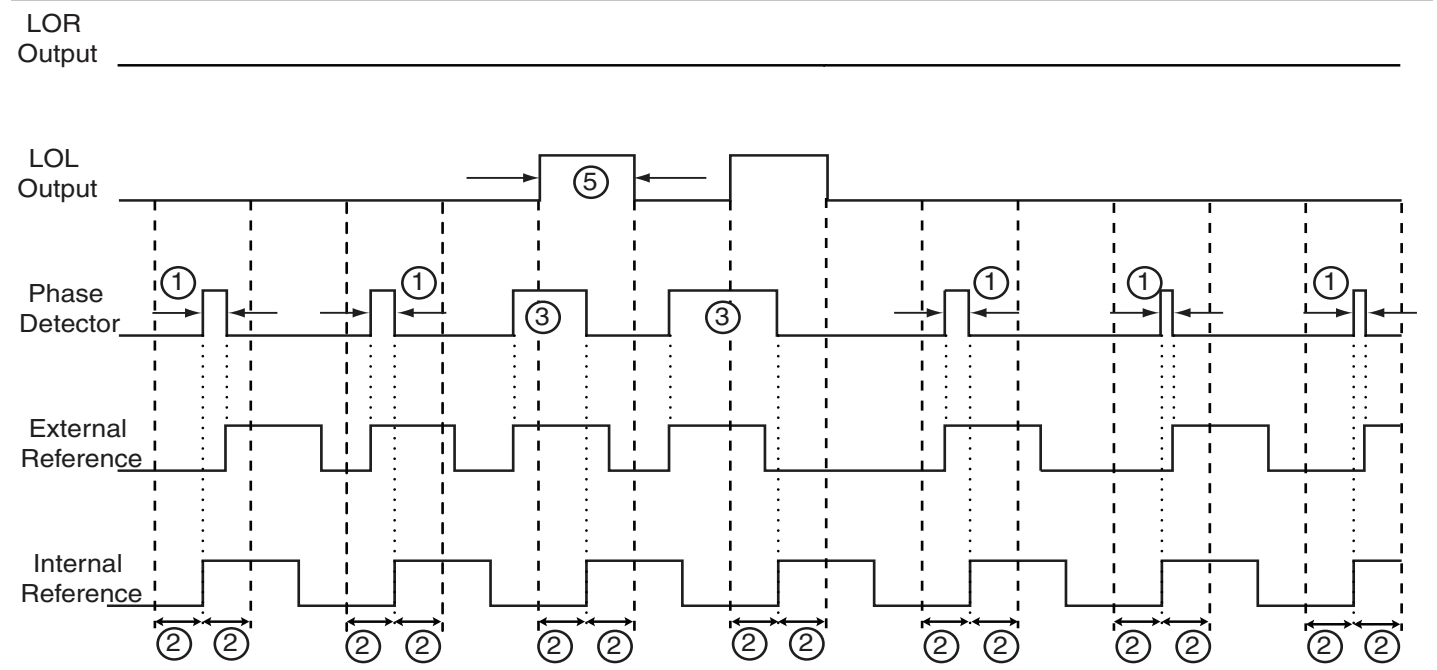 LOR
Output
LOL
Output
⑤
① ① ① ① ①
Phase
Detector
③ ③
External
Reference
Internal
Reference
② ② ② ② ② ② ② ② ② ② ② ② ② ②